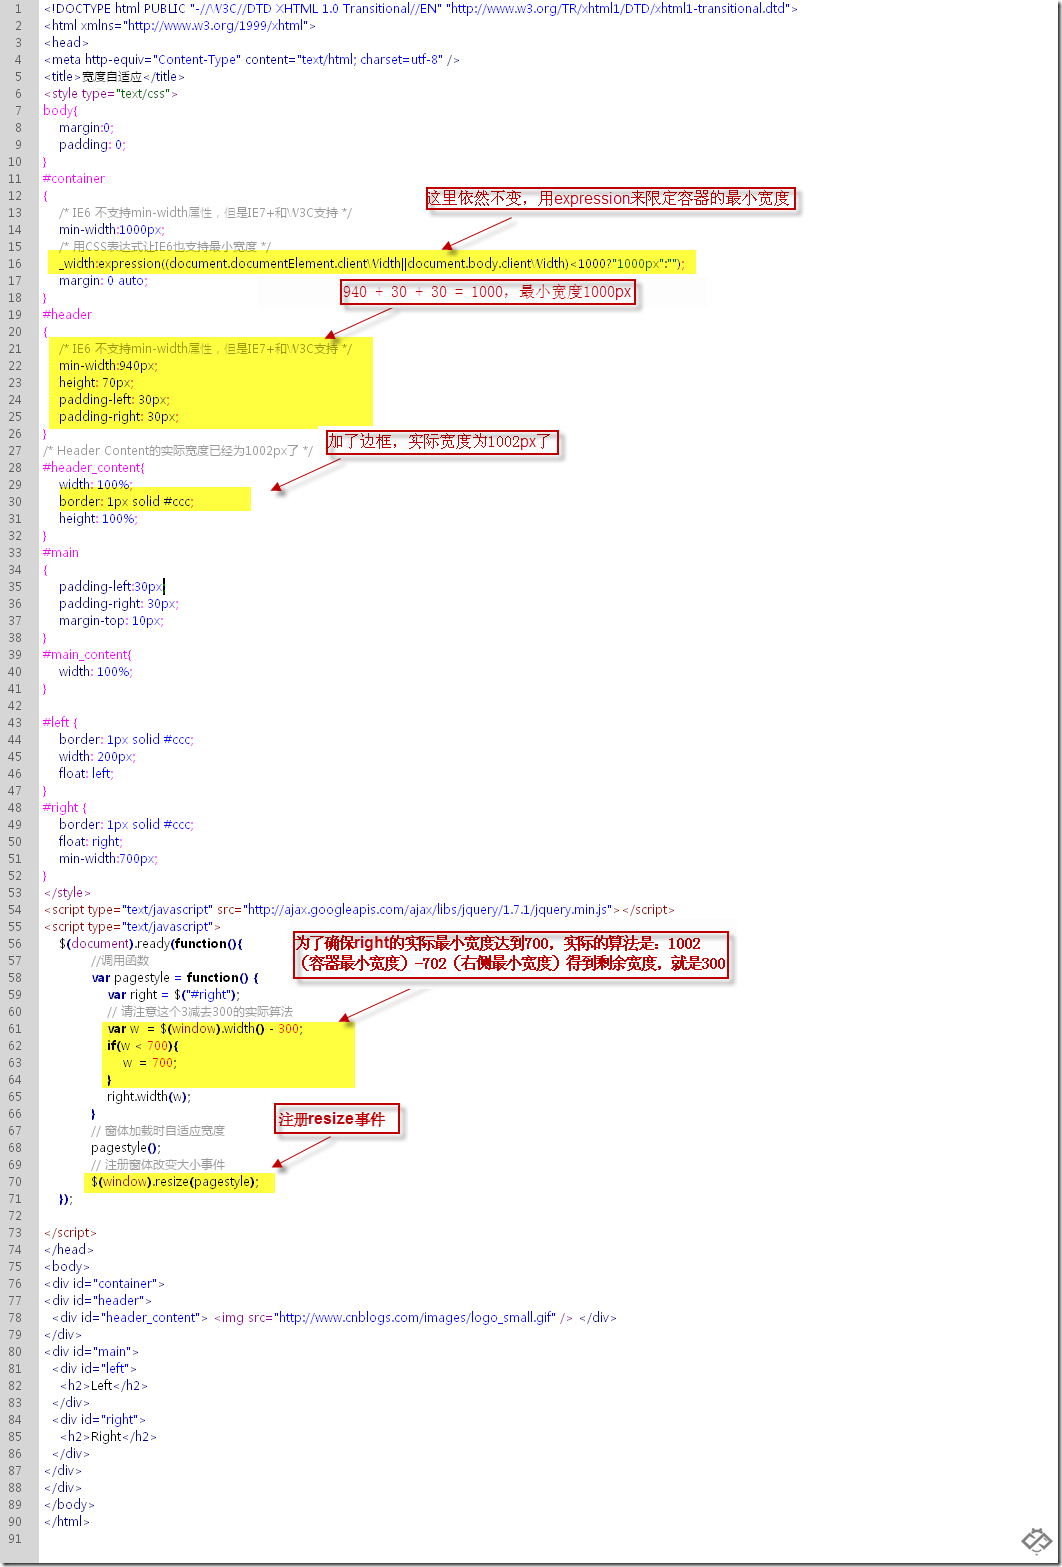 1 <!DOCTYPE html PUBLIC "-//W3C//DTD XHTML 1.0 Transitional//EN" "http://www.w3.org/TR/xhtml1/DTD/xhtml1-transitional.dtd">
2 <html xmlns="http://www.w3.org/1999/xhtml">
3 <head>
4 <meta http-equiv="Content-Type" content="text/html; charset=utf-8" />
5 <title>宽度自适应</title>
6 <style type="text/css">
7 body{
8 margin:0;
9 padding: 0;
10 }
11 #container
12 {
这里依然不变，用expression来限定容器的最小宽度
13 /* IE6 不支持min-width属性，但是IE7+和W3C支持 */
14 min-width:1000px;
15 /* 用CSS表达式让IE6也支持最小宽度 */
16 _width:expression((document.documentElement.clientWidth||document.body.clientWidth)<1000?"1000px":"");
17 margin: 0 auto;
940 + 30 + 30 = 1000，最小宽度1000px
18 }
19 #header
20 {
21 /* IE6 不支持min-width属性，但是IE7+和W3C支持 */
22 min-width:940px;
23 height: 70px;
24 padding-left: 30px;
25 padding-right: 30px;
26 }
加了边框，实际宽度为1002px了
27 /* Header Content的实际宽度已经为1002px了 */
28 #header_content{
29 width: 100%;
30 border: 1px solid #ccc;
31 height: 100%;
32 }
33 #main
34 {
35 padding-left:30px
36 padding-right: 30px;
37 margin-top: 10px;
38 }
39 #main_content{
40 width: 100%;
41 }
42
43 #left {
44 border: 1px solid #ccc;
45 width: 200px;
46 float: left;
47 }
48 #right {
49 border: 1px solid #ccc;
50 float: right;
51 min-width:700px;
52 }
53 </style>
54 <script type="text/javascript" src="http://ajax.googleapis.com/ajax/libs/jquery/1.7.1/jquery.min.js"></script>
55 <script type="text/javascript">
56 $(document).ready(function(){
为了确保right的实际最小宽度达到700，实际的算法是：1002
（容器最小宽度）-702（右侧最小宽度）得到剩余宽度，就是300
57 //调用函数
58 var pagestyle = function() {
59 var right = $("#right");
60 // 请注意这个3减去300的实际算法
61 var w = $(window).width() - 300;
62 if(w < 700){
63 w = 700;
64 }
65 right.width(w);
66 }
注册resize事件
67 // 窗体加载时自适应宽度
68 pagestyle();
69 // 注册窗体改变大小事件
70 $(window).resize(pagestyle);
71 });
72
73 </script>
74 </head>
75 <body>
76 <div id="container">
77 <div id="header">
78 <div id="header_content"> <img src="http://www.cnblogs.com/images/logo_small.gif" /> </div>
79 </div>
80 <div id="main">
81 <div id="left">
82 <h2>Left</h2>
83 </div>
84 <div id="right">
85 <h2>Right</h2>
86 </div>
87 </div>
88 </div>
89 </body>
90 </html>
91